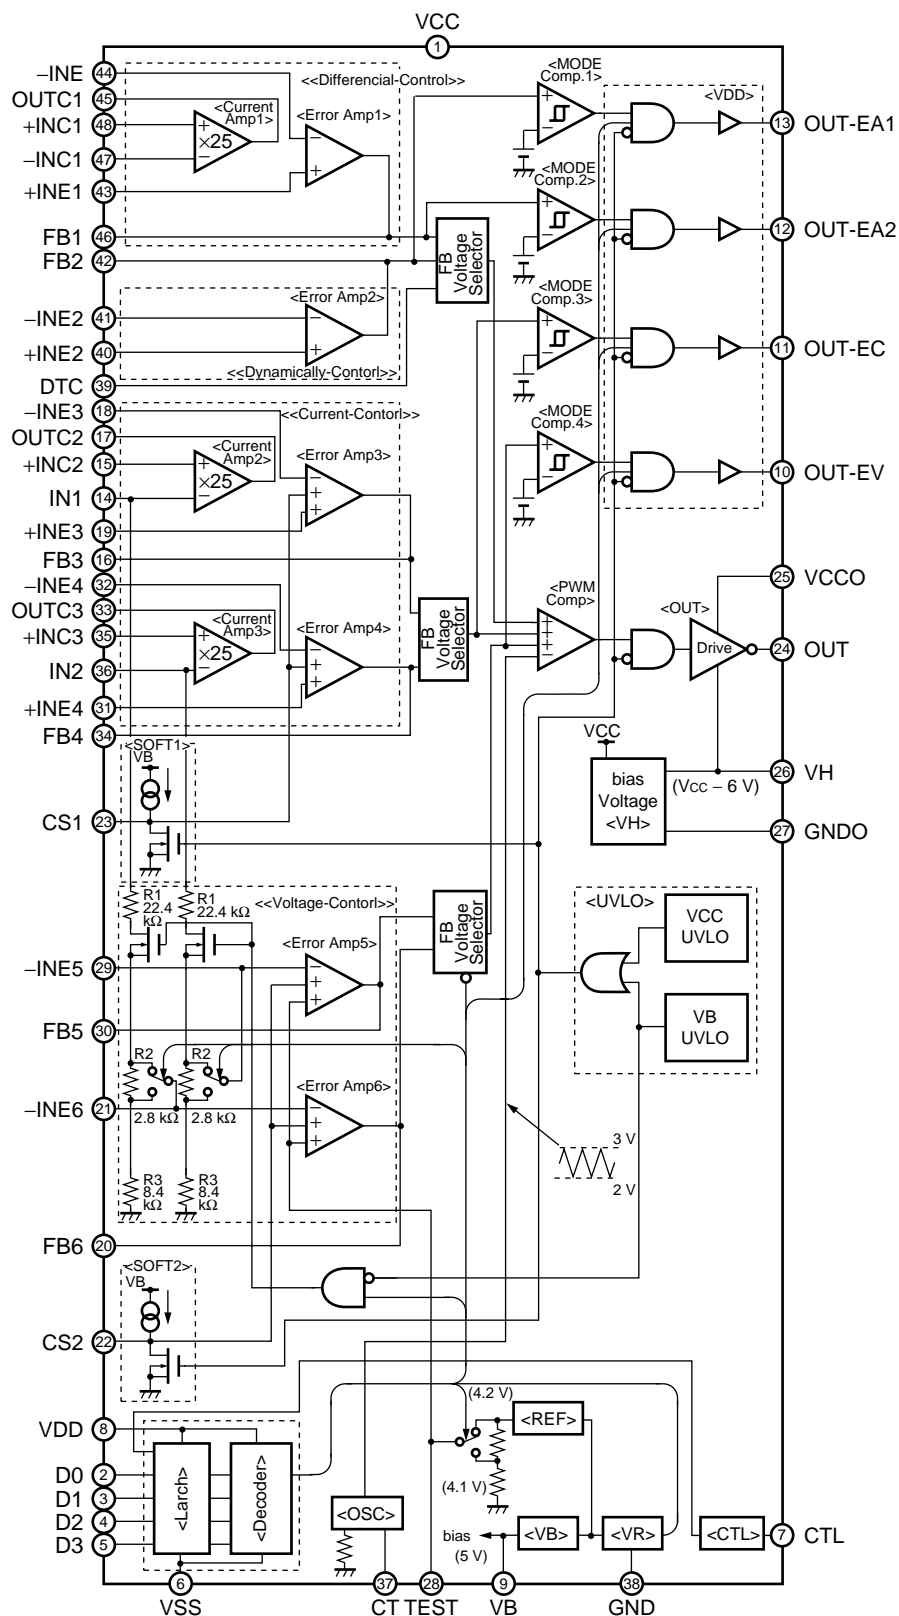 VCC
1
−INE 44
OUTC1 45
+INC1 48
−INC1 47
+INE1 43
FB1 46
FB2 42
−INE2 41
+INE2 40
DTC 39
−INE3 18
OUTC2 17
+INC2 15
IN1 14
+INE3 19
FB3 16
−INE4 32
OUTC3 33
+INC3 35
IN2 36
+INE4 31
FB4 34
CS1 23
−INE5 29
FB5 30
−INE6 21
FB6 20
CS2 22
VDD 8
D0 2
D1 3
D2 4
D3 5
<<Differencial-Control>>
<Current
Amp1>
+
×25
−
<Error Amp1>
−
+
<Error Amp2>
−
+
<<Dynamically-Contorl>>
<<Current-Contorl>>
<Current
Amp2>
+
×25
−
<Error Amp3>
−
+
+
<Current
Amp3>
+
×25
−
<Error Amp4>
−
+
+
<SOFT1>
VB
R1
22.4
kΩ
R1
22.4 kΩ
<<Voltage-Contorl>>
<Error Amp5>
−
+
+
R2
R2
2.8 kΩ
2.8 kΩ
<Error Amp6>
−
+
+
R3
8.4
kΩ
R3
8.4
kΩ
<SOFT2>
VB
<Larch>
<Decoder>
FB
Voltage
Selector
FB
Voltage
Selector
FB
Voltage
Selector
<MODE
Comp.1>
+
−
<MODE
Comp.2>
+
−
<MODE
Comp.3>
+
−
<MODE
Comp.4>
+
−
<VDD>
<PWM
Comp>
+
+
+
−
<OUT>
Drive
VCC
bias
Voltage
<VH>
(VCC − 6 V)
<UVLO>
VCC
UVLO
VB
UVLO
3 V
2 V
(4.2 V)
<REF>
(4.1 V)
<OSC>
bias
(5 V)
<VB>
<VR>
<CTL>
13 OUT-EA1
12 OUT-EA2
11 OUT-EC
10 OUT-EV
25 VCCO
24 OUT
26 VH
27 GNDO
7 CTL
6
VSS
37
CT
28
TEST
9
VB
38
GND